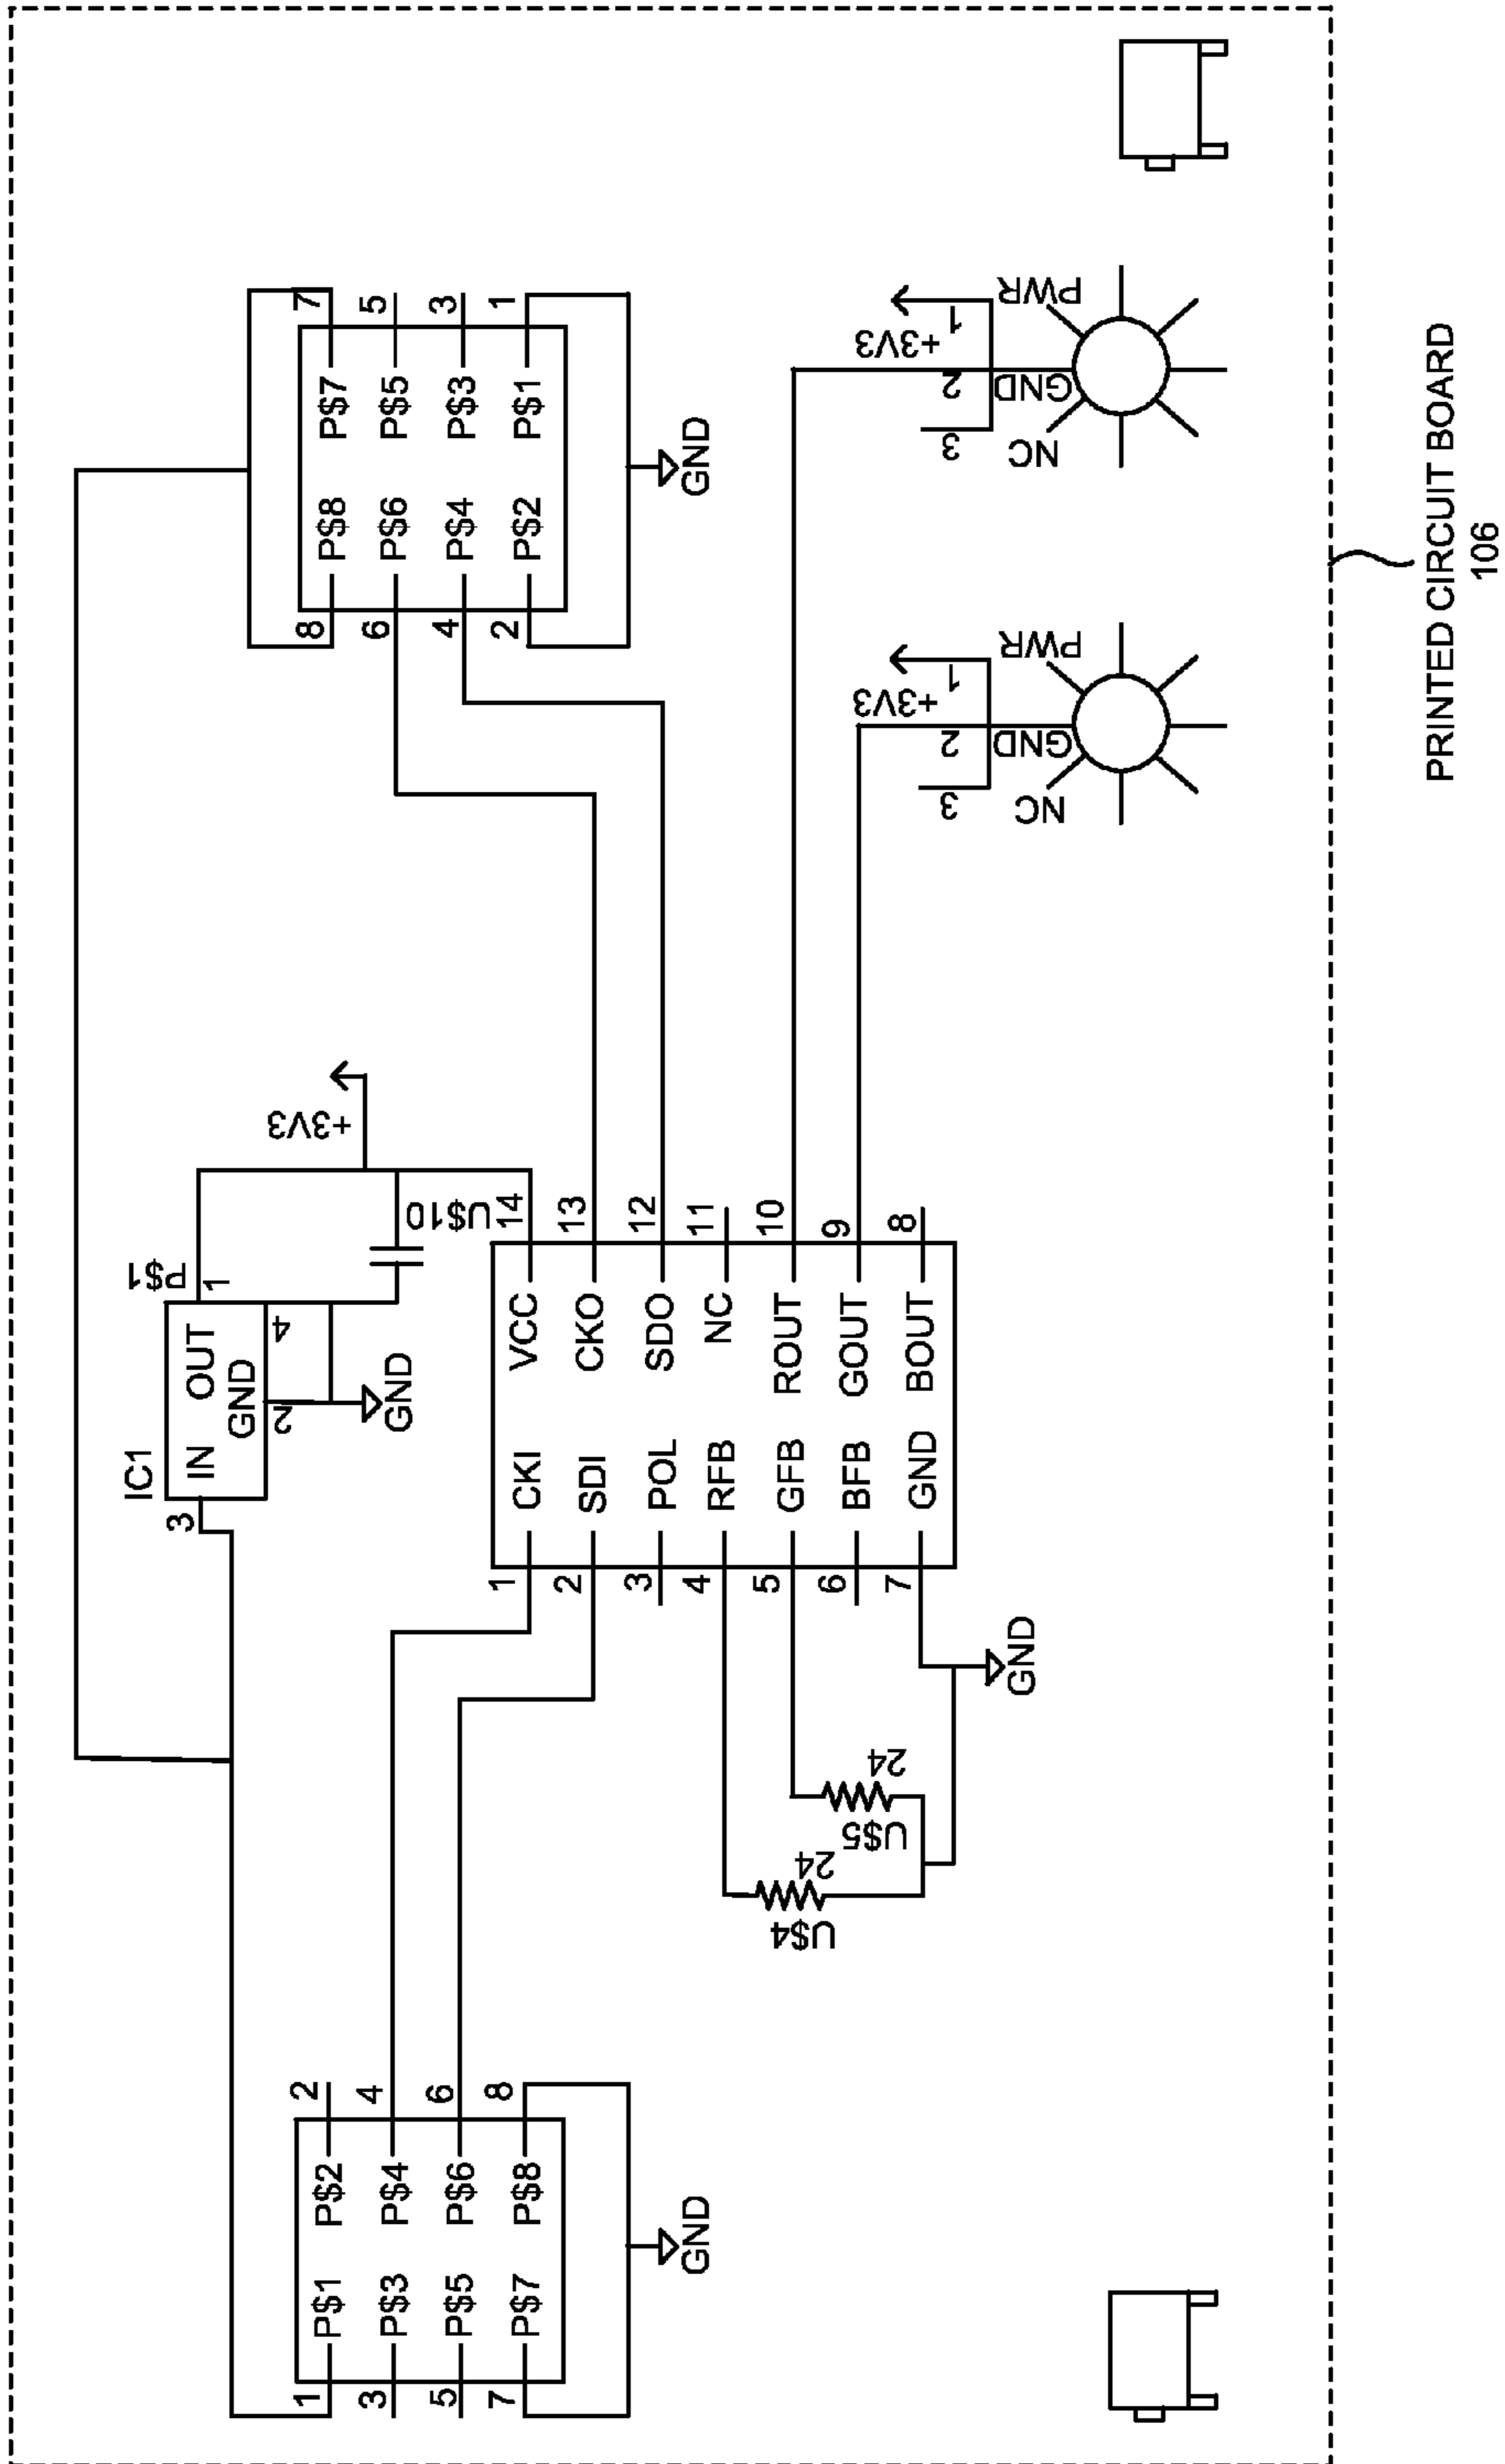 IC1
P$1
IN OUT
GND
3
1
2
4
GND
+3V3
U$10
1 P$1 P$2 2
3 P$3 P$4 4
5 P$5 P$6 6
7 P$7 P$8 8
GND
1 CKI VCC 14
2 SDI CKO 13
3 POL SDO 12
4 RFB NC 11
5 GFB ROUT 10
6 BFB GOUT 9
7 GND BOUT 8
U$4
24
U$5
24
GND
8 P$8 P$7 7
6 P$6 P$5 5
4 P$4 P$3 3
2 P$2 P$1 1
GND
+3V3
3 2 1
NC GND PWR
+3V3
3 2 1
NC GND PWR
PRINTED CIRCUIT BOARD
106